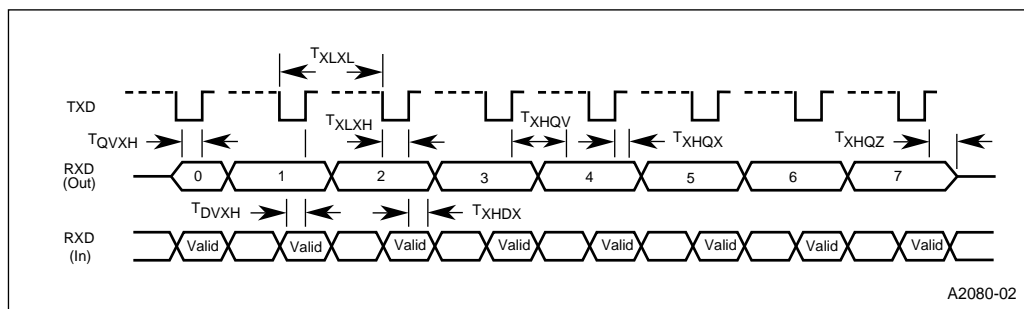 TXLXL
TXD
TXLXH
TXHQV
TQVXH
TXHQX
TXHQZ
RXD
(Out)
0 1 2 3 4 5 6 7
TDVXH
TXHDX
RXD
(In)
Valid Valid Valid Valid Valid Valid Valid Valid
A2080-02